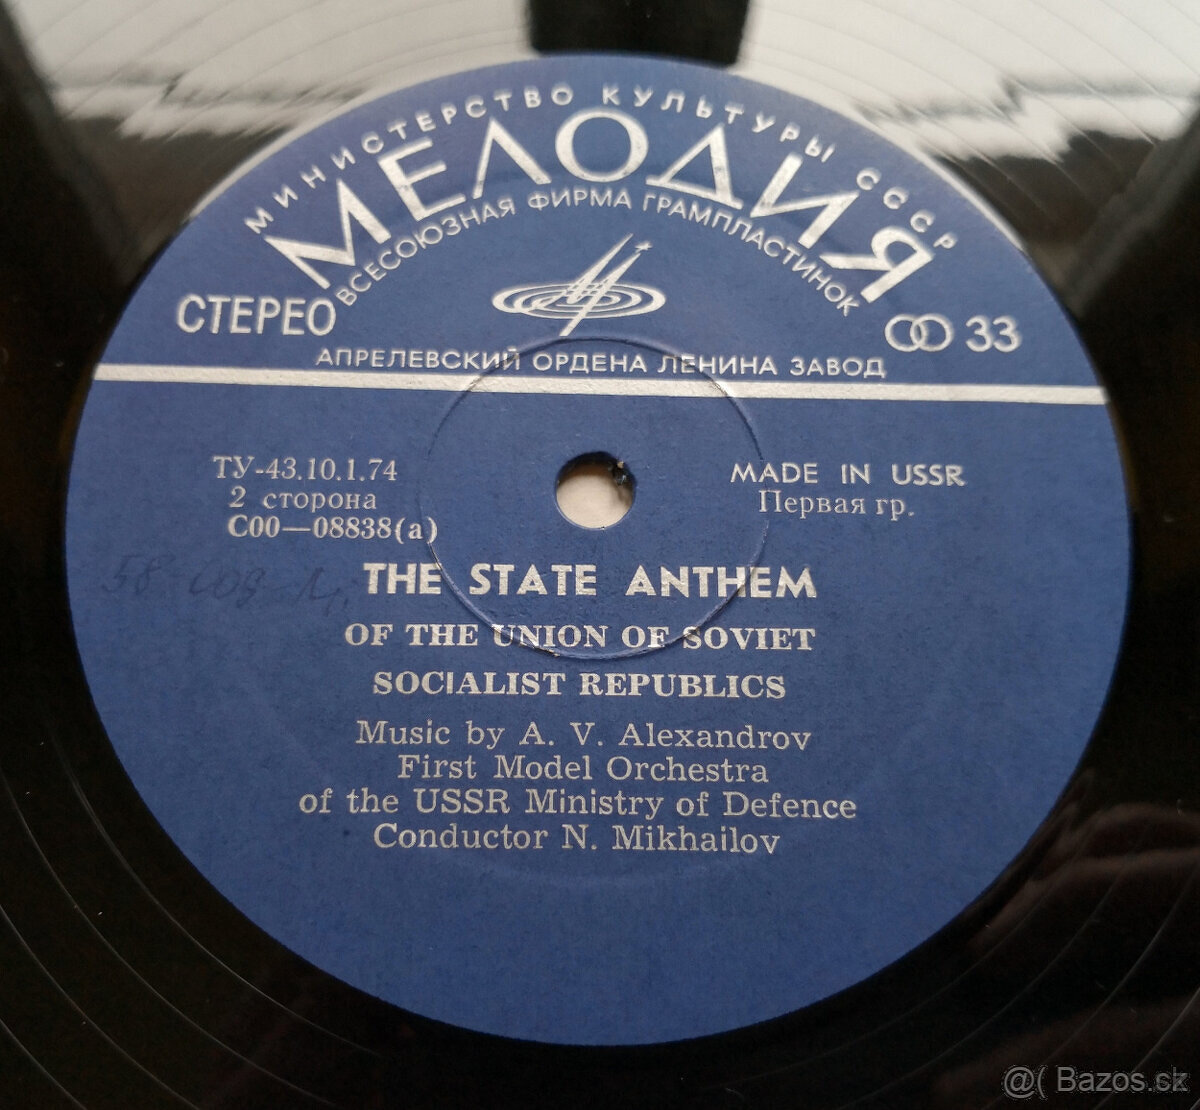 МИНИСТЕРСТВО КУЛЬТУРЫ СССР
МЕЛОДИЯ
ВСЕСОЮЗНАЯ ФИРМА ГРАМПЛАСТИНОК
СТЕРЕО
33
АПРЕЛЕВСКИЙ ОРДЕНА ЛЕНИНА ЗАВОД
ТУ-43.10.1.74
2 сторона
С00—08838(а)
MADE IN USSR
Первая гр.
THE STATE ANTHEM
OF THE UNION OF SOVIET
SOCIALIST REPUBLICS
Music by A. V. Alexandrov
First Model Orchestra
of the USSR Ministry of Defence
Conductor N. Mikhailov
@( Bazos.sk